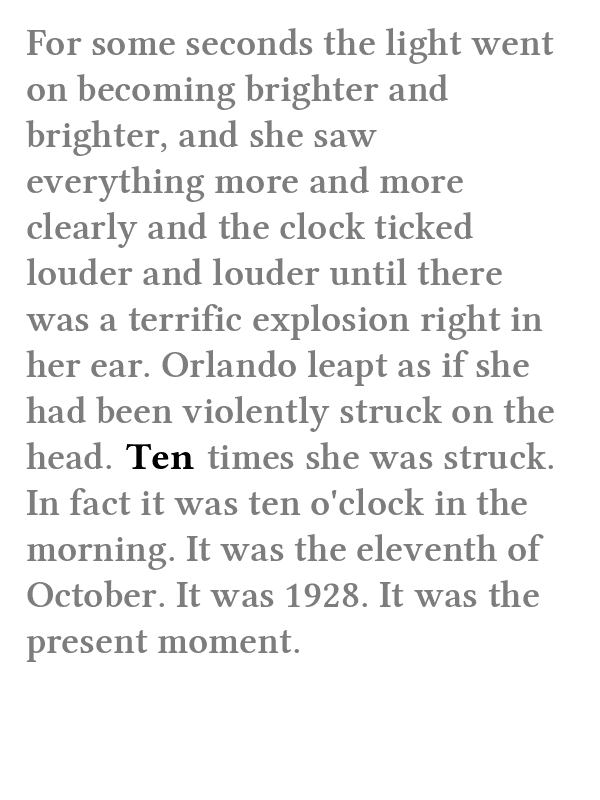 For some seconds the light went
on becoming brighter and
brighter, and she saw
everything more and more
clearly and the clock ticked
louder and louder until there
was a terrific explosion right in
her ear. Orlando leapt as if she
had been violently struck on the
head. Ten times she was struck.
In fact it was ten o'clock in the
morning. It was the eleventh of
October. It was 1928. It was the
present moment.